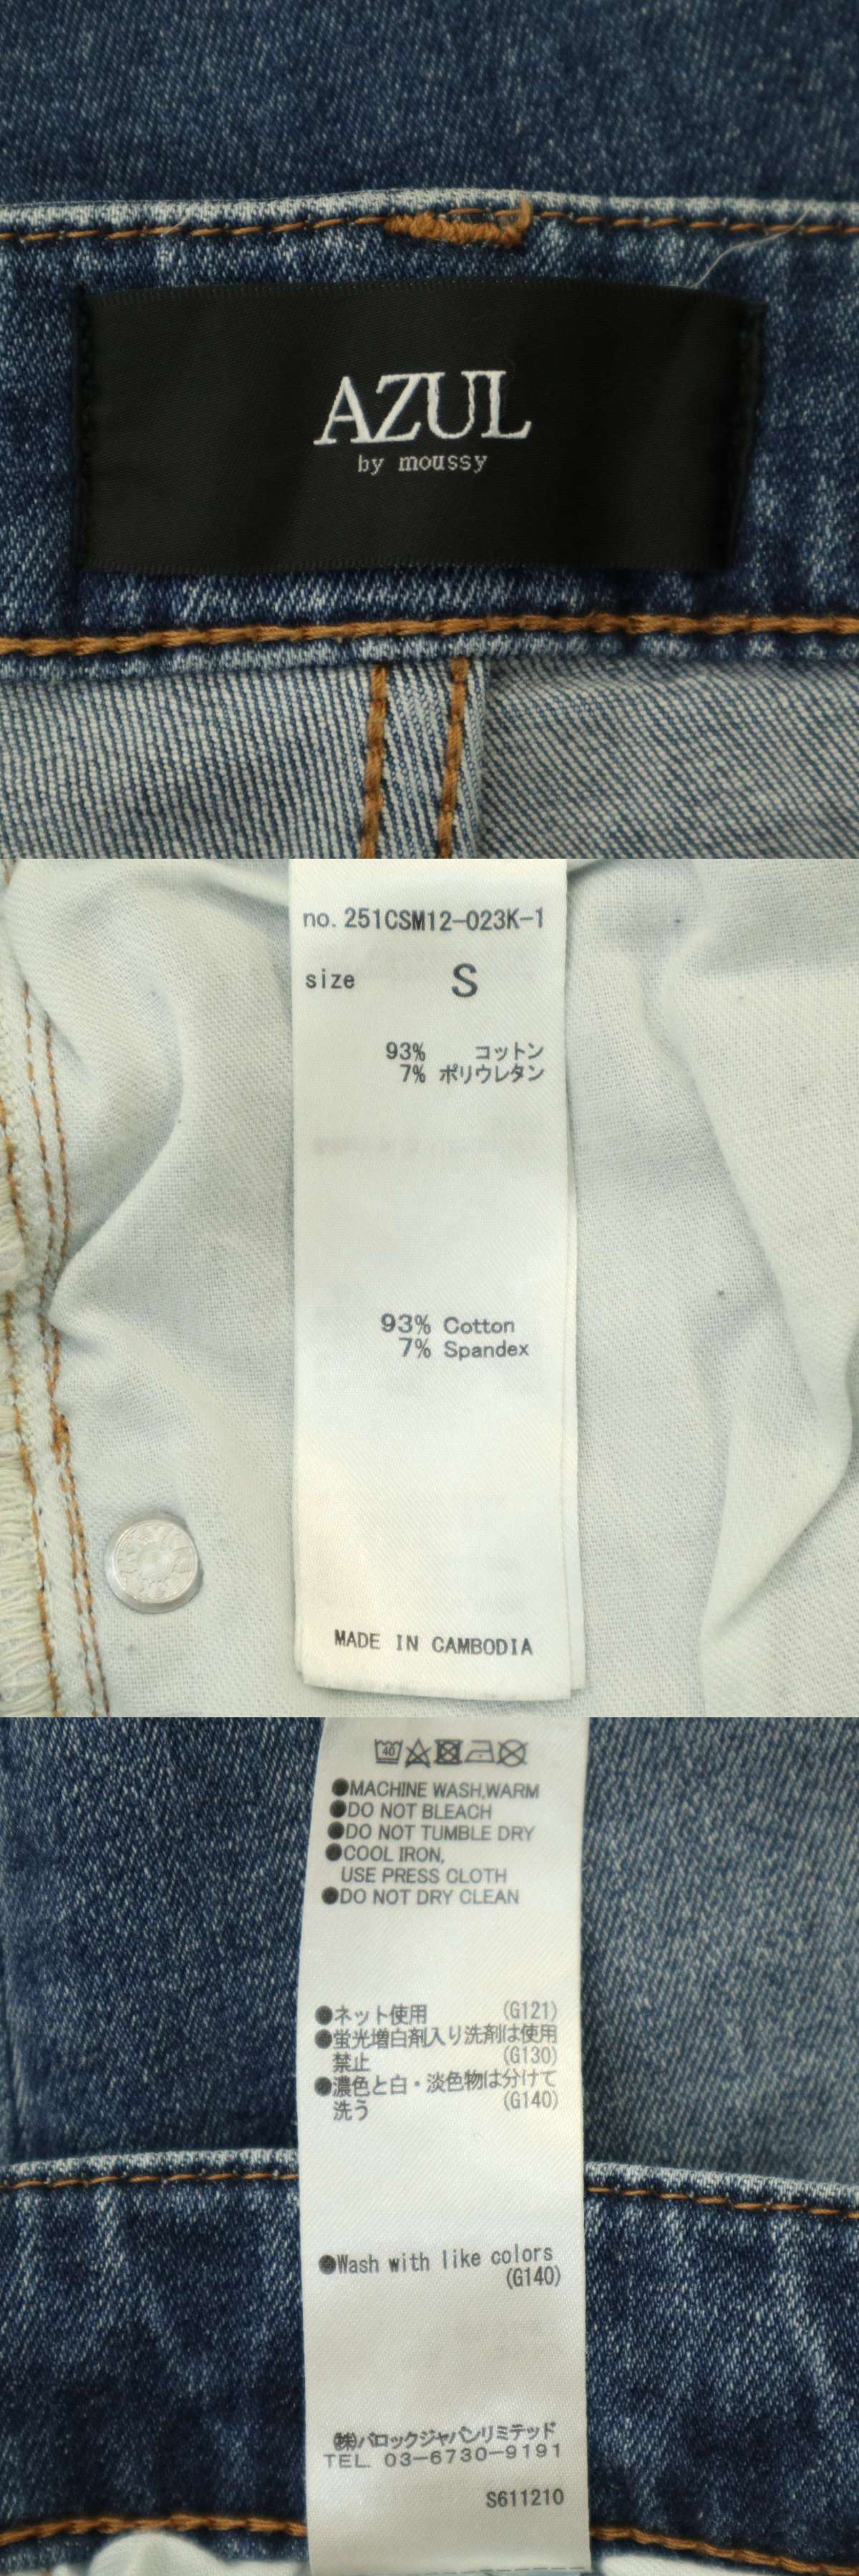 AZUL
by moussy
no. 251CSM12-023K-1
size S
93% コットン
7% ポリウレタン
93% Cotton
7% Spandex
MADE IN CAMBODIA
40
●MACHINE WASH,WARM
●DO NOT BLEACH
●DO NOT TUMBLE DRY
●COOL IRON,
USE PRESS CLOTH
●DO NOT DRY CLEAN
●ネット使用 (G121)
●蛍光増白剤入り洗剤は使用
禁止 (G130)
●濃色と白・淡色物は分けて
洗う (G140)
●Wash with like colors
(G140)
㈱バロックジャパンリミテッド
TEL. 03-6730-9191
S611210